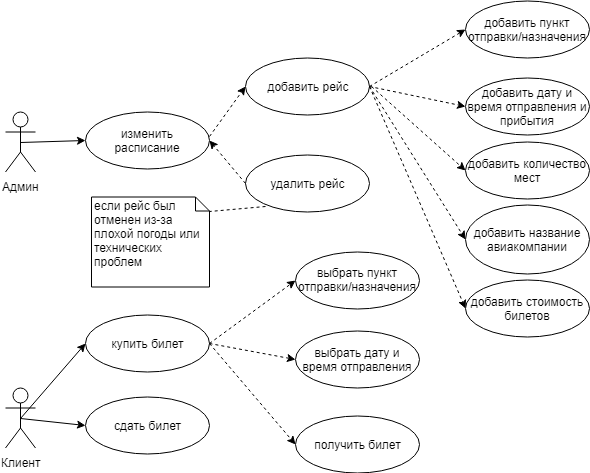 добавить пункт
отправки/назначения
добавить рейс
добавить дату и
время отправления и
прибытия
Админ
изменить
расписание
добавить количество
мест
удалить рейс
если рейс был
отменен из-за
плохой погоды или
технических
проблем
добавить название
авиакомпании
добавить стоимость
билетов
выбрать пункт
отправки/назначения
купить билет
выбрать дату и
время отправления
Клиент
сдать билет
получить билет